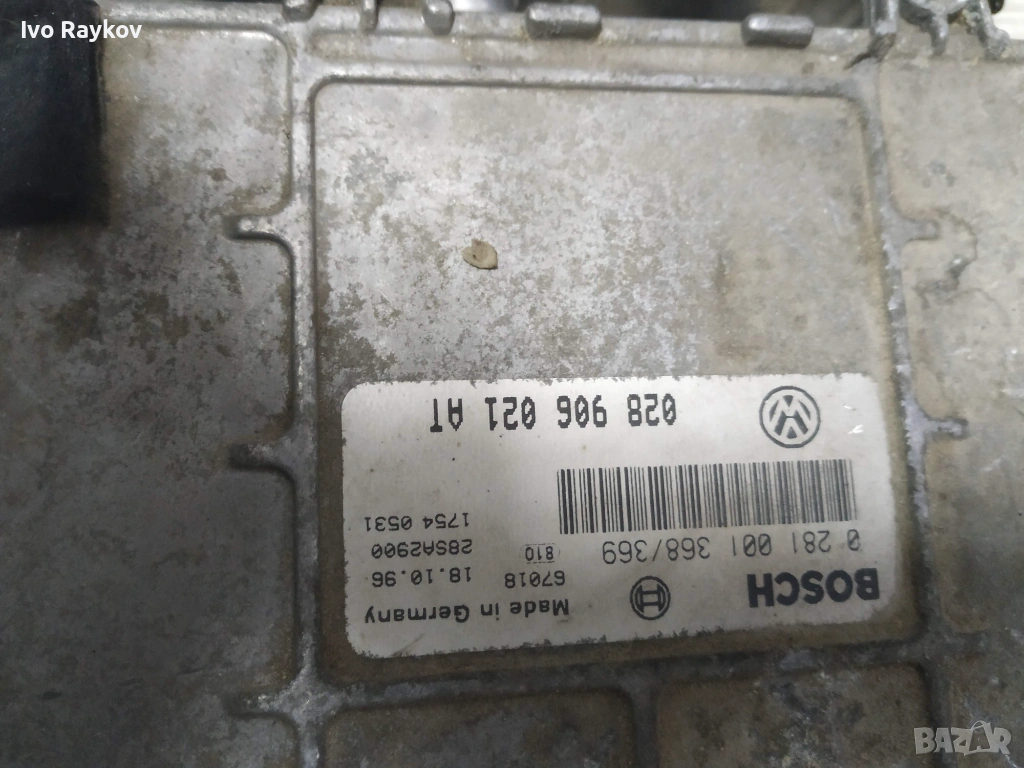 Ivo Raykov
BOSCH Made in Germany
67018 18.10.96
0 281 001 368/369 810 28SA2900
1754 0531
028 906 021 AT
BAZAR